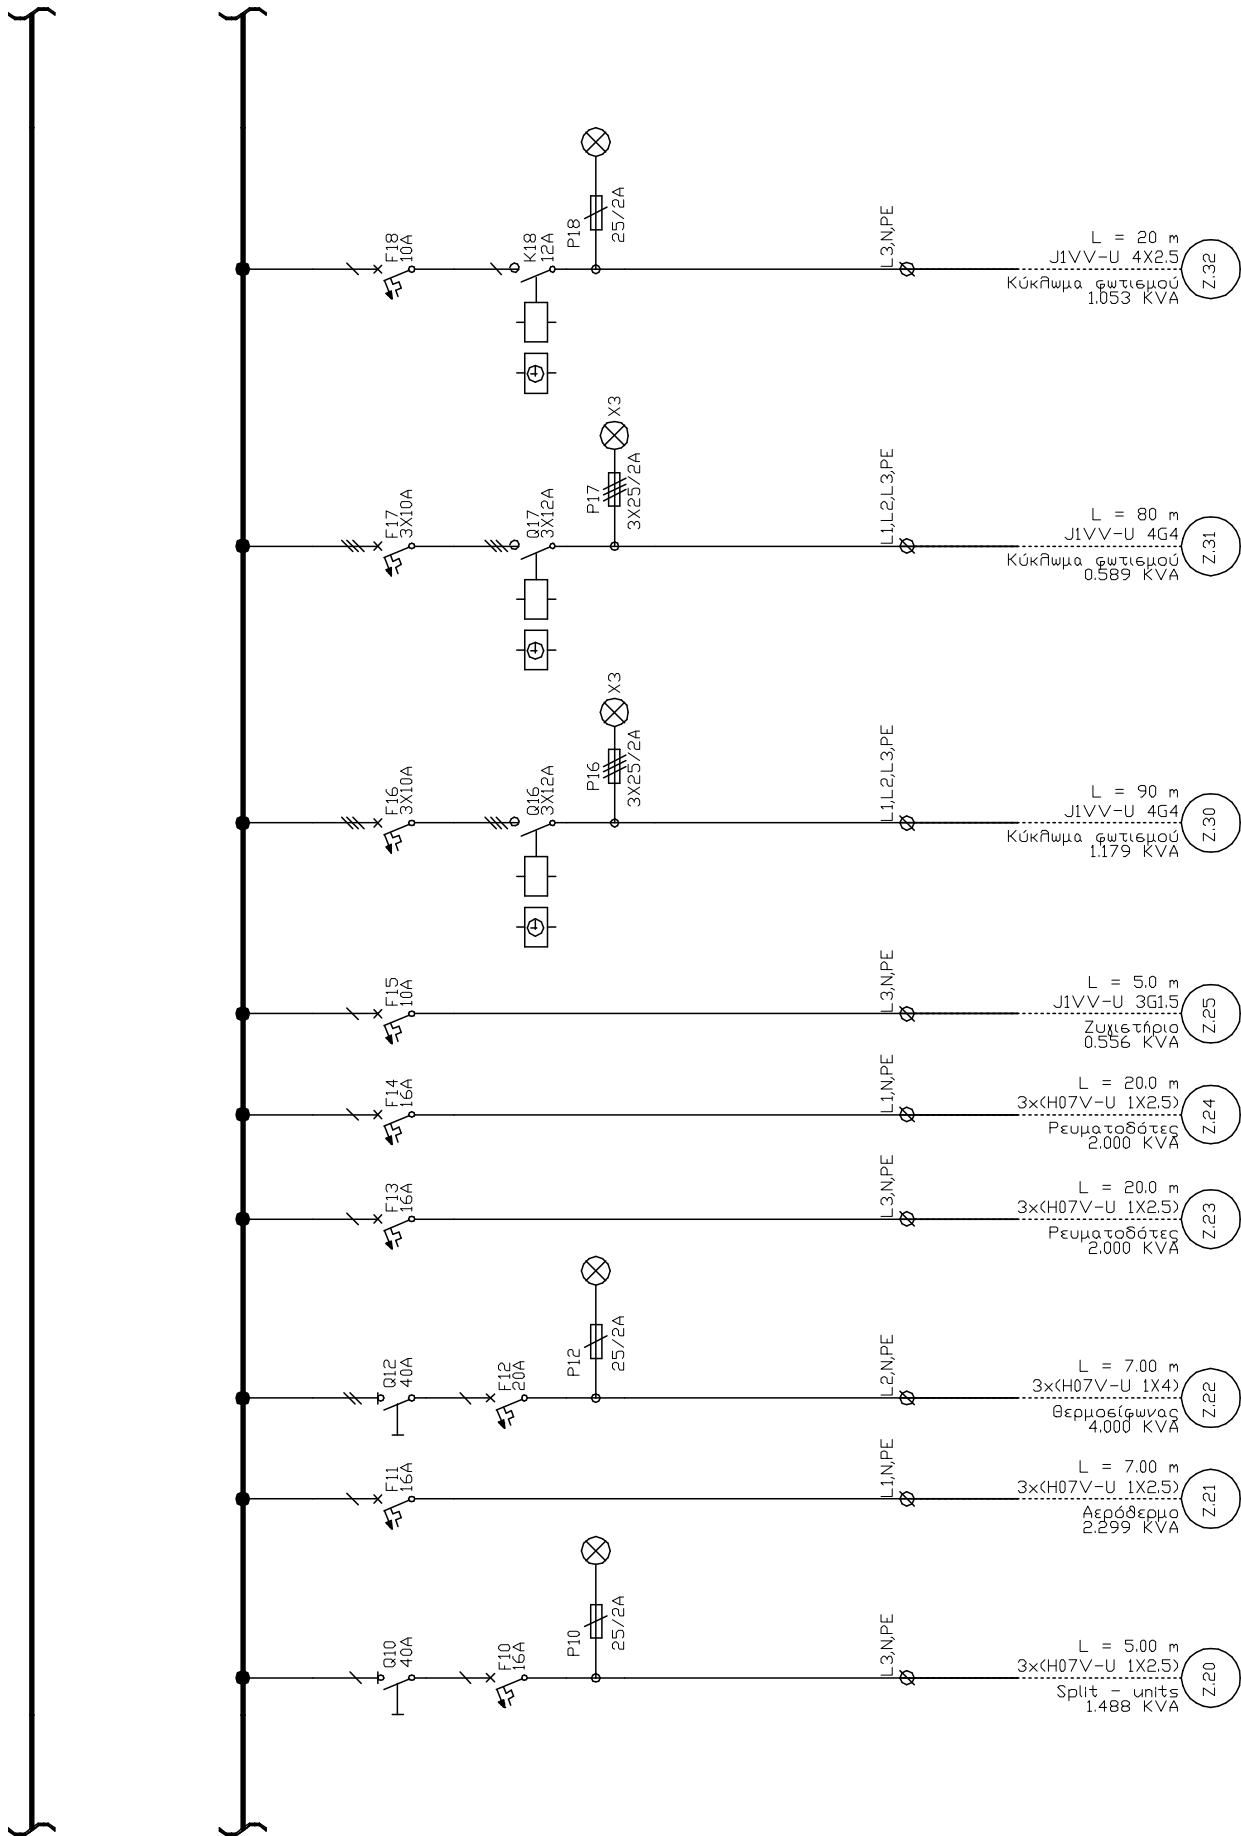 P18
25/2A
F18
10A
K18
12A
L3,N,PE
L = 20 m
J1VV-U 4X2.5
Κύκλωμα φωτισμού
1.053 KVA
Z.32
X3
P17
3X25/2A
F17
3X10A
Q17
3X12A
L1,L2,L3,PE
L = 80 m
J1VV-U 4G4
Κύκλωμα φωτισμού
0.589 KVA
Z.31
X3
P16
3X25/2A
F16
3X10A
Q16
3X12A
L1,L2,L3,PE
L = 90 m
J1VV-U 4G4
Κύκλωμα φωτισμού
1.179 KVA
Z.30
F15
10A
L3,N,PE
L = 5.0 m
J1VV-U 3G1.5
Ζυγιστήριο
0.556 KVA
Z.25
F14
16A
L1,N,PE
L = 20.0 m
3x(H07V-U 1X2.5)
Ρευματοδότες
2.000 KVA
Z.24
F13
16A
L3,N,PE
L = 20.0 m
3x(H07V-U 1X2.5)
Ρευματοδότες
2.000 KVA
Z.23
P12
25/2A
Q12
40A
F12
20A
L2,N,PE
L = 7.00 m
3x(H07V-U 1X4)
Θερμοσίφωνας
4.000 KVA
Z.22
F11
16A
L1,N,PE
L = 7.00 m
3x(H07V-U 1X2.5)
Αερόθερμο
2.299 KVA
Z.21
P10
25/2A
Q10
40A
F10
16A
L3,N,PE
L = 5.00 m
3x(H07V-U 1X2.5)
Split - units
1.488 KVA
Z.20